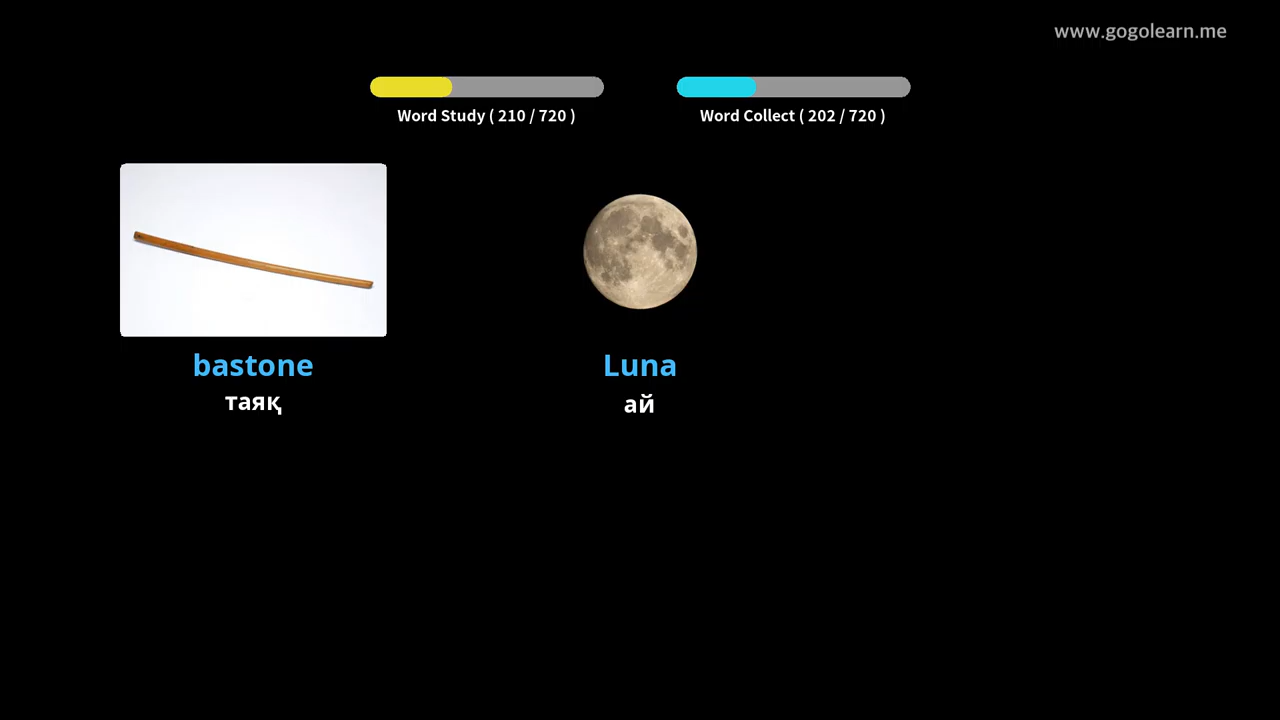 www.gogolearn.me
Word Study ( 210 / 720 )
Word Collect ( 202 / 720 )
bastone
таяқ
Luna
ай